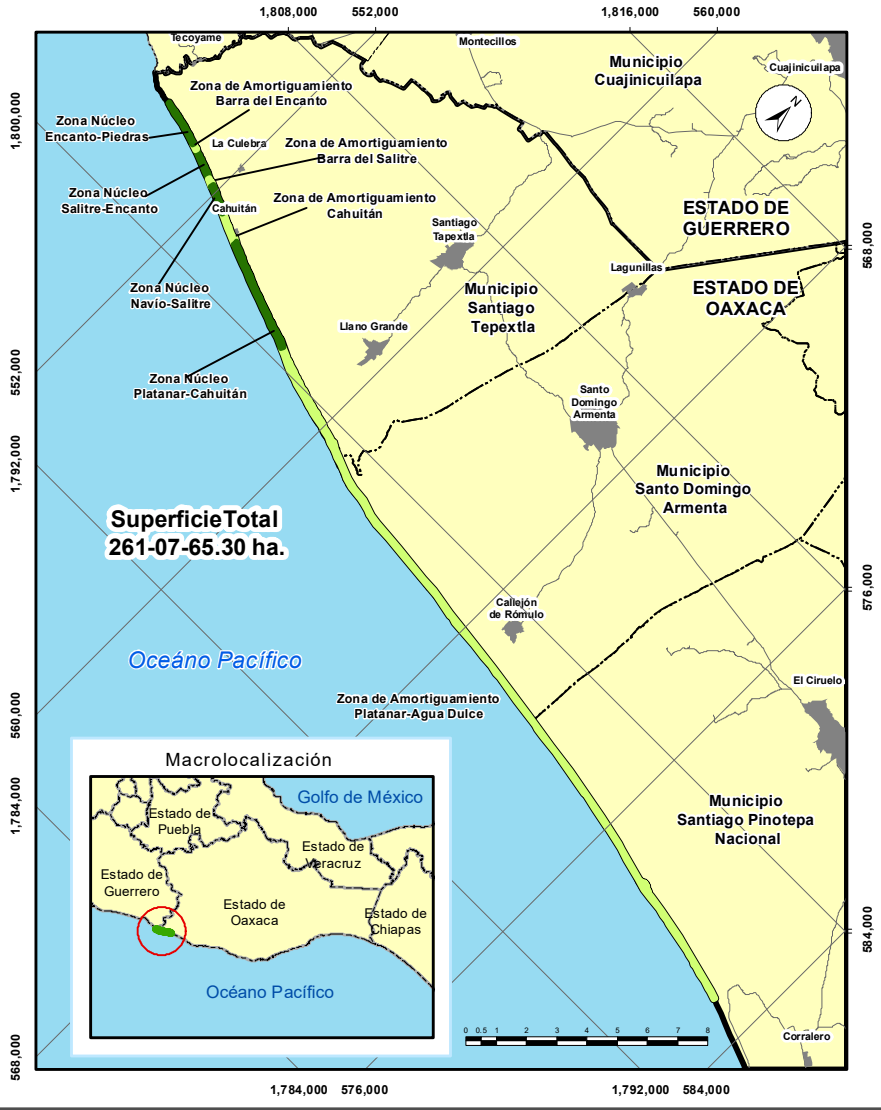 1,808,000
552,000
1,816,000
560,000
Tecoyame
Montecillos
Municipio
Cuajinicuilapa
Cuajinicuilapa
N
1,800,000
Zona de Amortiguamiento
Barra del Encanto
Zona Núcleo
Encanto-Piedras
La Culebra
Zona de Amortiguamiento
Barra del Salitre
Zona Núcleo
Salitre-Encanto
Cahuitán
Zona de Amortiguamiento
Cahuitán
Santiago
Tapextla
ESTADO DE
GUERRERO
568,000
Lagunillas
ESTADO DE
OAXACA
Zona Núcleo
Navío-Salitre
Municipio
Santiago
Tepextla
Llano Grande
552,000
Zona Núcleo
Platanar-Cahuitán
Santo
Domingo
Armenta
1,792,000
Municipio
Santo Domingo
Armenta
SuperficieTotal
261-07-65.30 ha.
576,000
Callejón
de Rómulo
Oceáno Pacífico
El Ciruelo
Zona de Amortiguamiento
Platanar-Agua Dulce
560,000
Macrolocalización
Golfo de México
Estado de
Puebla
Estado de
Veracruz
Estado de
Guerrero
Estado de
Oaxaca
Estado de
Chiapas
Océano Pacífico
1,784,000
Municipio
Santiago Pinotepa
Nacional
584,000
0 0.5 1 2 3 4 5 6 7 8
Corralero
568,000
1,784,000
576,000
1,792,000
584,000